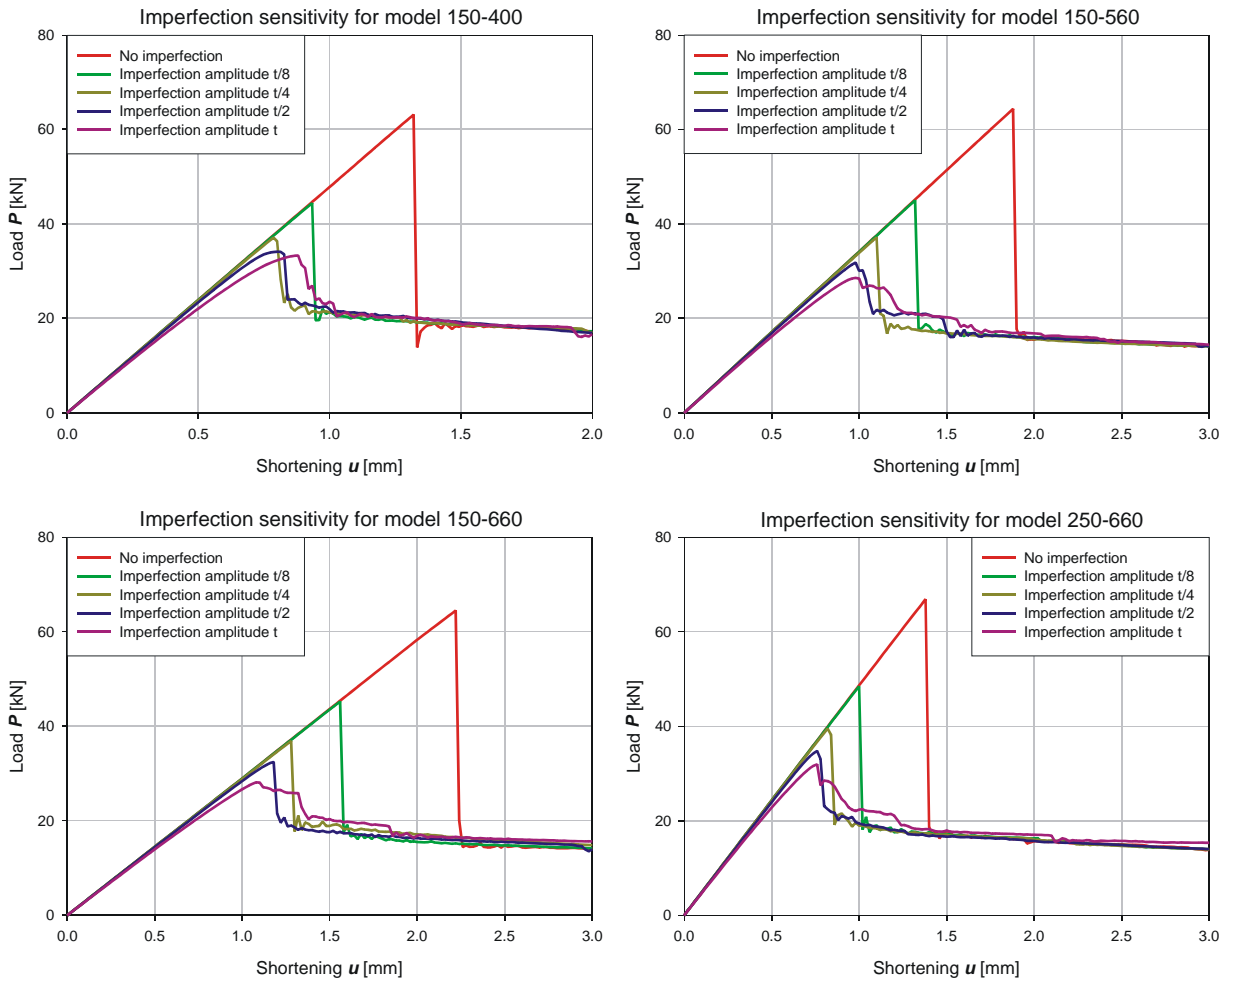 Imperfection sensitivity for model 150-400
80
60
40
20
0
Load P [kN]
No imperfection
Imperfection amplitude t/8
Imperfection amplitude t/4
Imperfection amplitude t/2
Imperfection amplitude t
0.0 0.5 1.0 1.5 2.0
Shortening u [mm]
Imperfection sensitivity for model 150-560
80
60
40
20
0
Load P [kN]
No imperfection
Imperfection amplitude t/8
Imperfection amplitude t/4
Imperfection amplitude t/2
Imperfection amplitude t
0.0 0.5 1.0 1.5 2.0 2.5 3.0
Shortening u [mm]
Imperfection sensitivity for model 150-660
80
60
40
20
0
Load P [kN]
No imperfection
Imperfection amplitude t/8
Imperfection amplitude t/4
Imperfection amplitude t/2
Imperfection amplitude t
0.0 0.5 1.0 1.5 2.0 2.5 3.0
Shortening u [mm]
Imperfection sensitivity for model 250-660
80
60
40
20
0
Load P [kN]
No imperfection
Imperfection amplitude t/8
Imperfection amplitude t/4
Imperfection amplitude t/2
Imperfection amplitude t
0.0 0.5 1.0 1.5 2.0 2.5 3.0
Shortening u [mm]